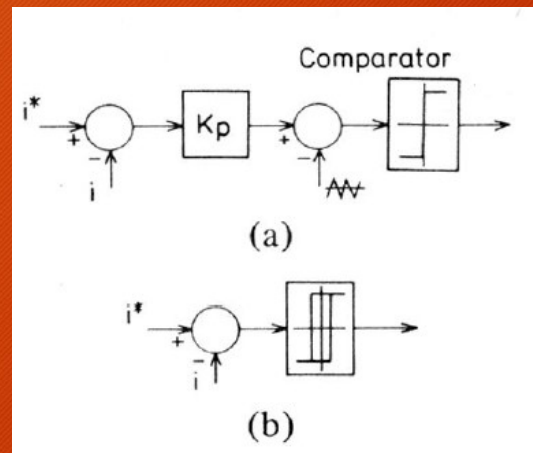 Comparator
i*
Kp
+
-
+
-
i
(a)
i*
+
-
i
(b)